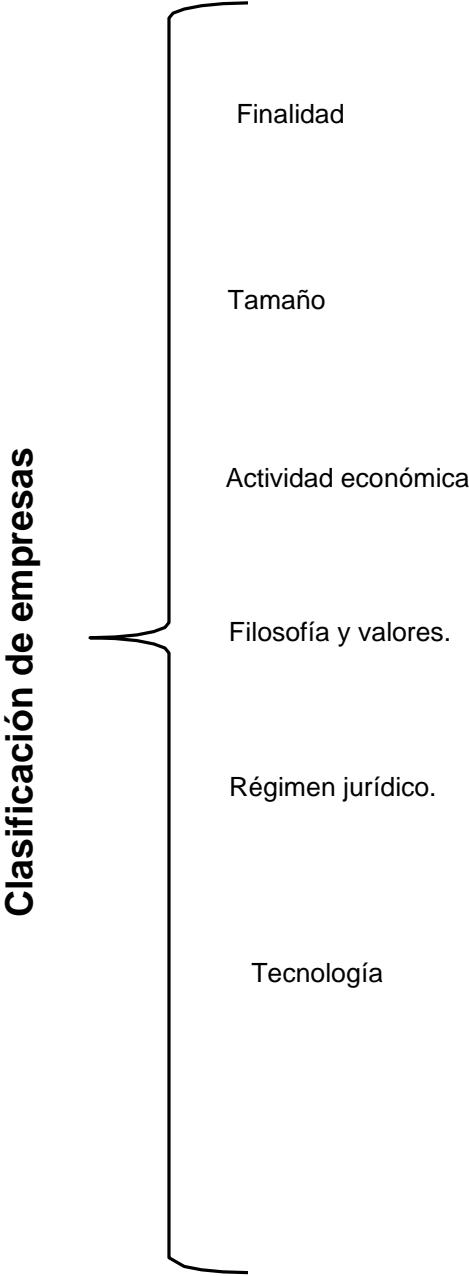 Clasificación de empresas
Finalidad
Tamaño
Actividad económica
Filosofía y valores.
Régimen jurídico.
Tecnología